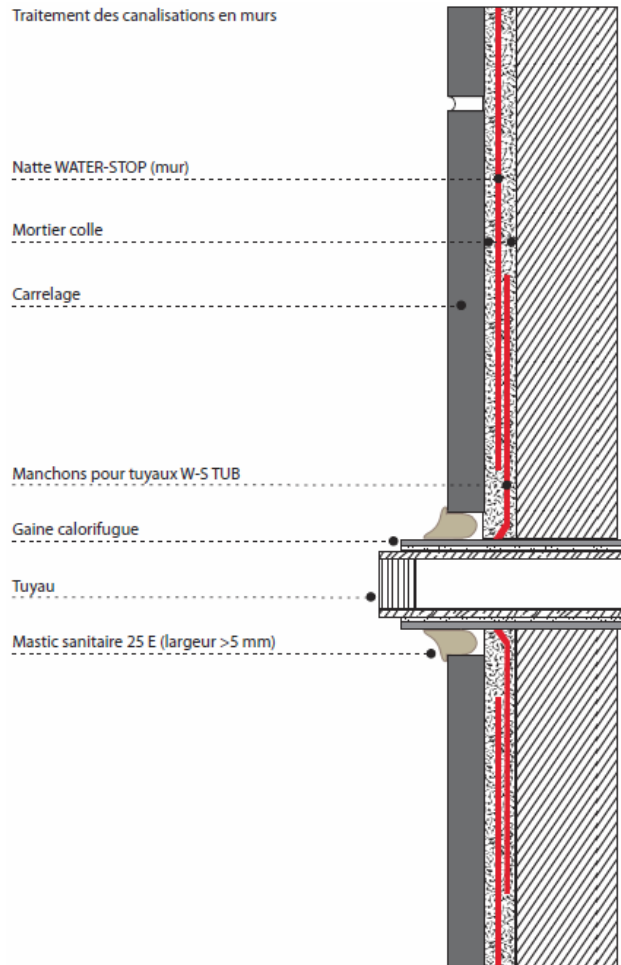 Traitement des canalisations en murs
Natte WATER-STOP (mur)
Mortier colle
Carrelage
Manchons pour tuyaux W-S TUB
Gaine calorifugue
Tuyau
Mastic sanitaire 25 E (largeur >5 mm)